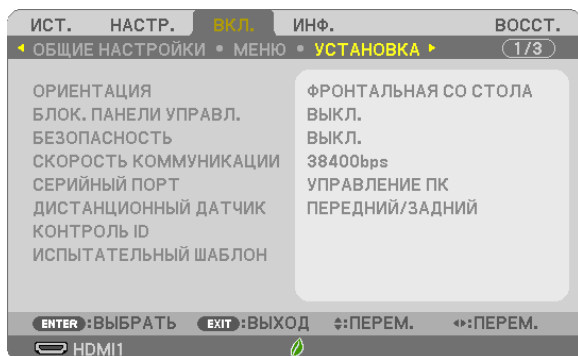 ИСТ. НАСТР. ВКЛ. ИНФ. ВОССТ.
ОБЩИЕ НАСТРОЙКИ • МЕНЮ • УСТАНОВКА 1/3
ОРИЕНТАЦИЯ ФРОНТАЛЬНАЯ СО СТОЛА
БЛОК. ПАНЕЛИ УПРАВЛ. ВЫКЛ.
БЕЗОПАСНОСТЬ ВЫКЛ.
СКОРОСТЬ КОММУНИКАЦИИ 38400bps
СЕРИЙНЫЙ ПОРТ УПРАВЛЕНИЕ ПК
ДИСТАНЦИОННЫЙ ДАТЧИК ПЕРЕДНИЙ/ЗАДНИЙ
КОНТРОЛЬ ID
ИСПЫТАТЕЛЬНЫЙ ШАБЛОН
ENTER :ВЫБРАТЬ EXIT :ВЫХОД :ПЕРЕМ. :ПЕРЕМ.
HDMI1